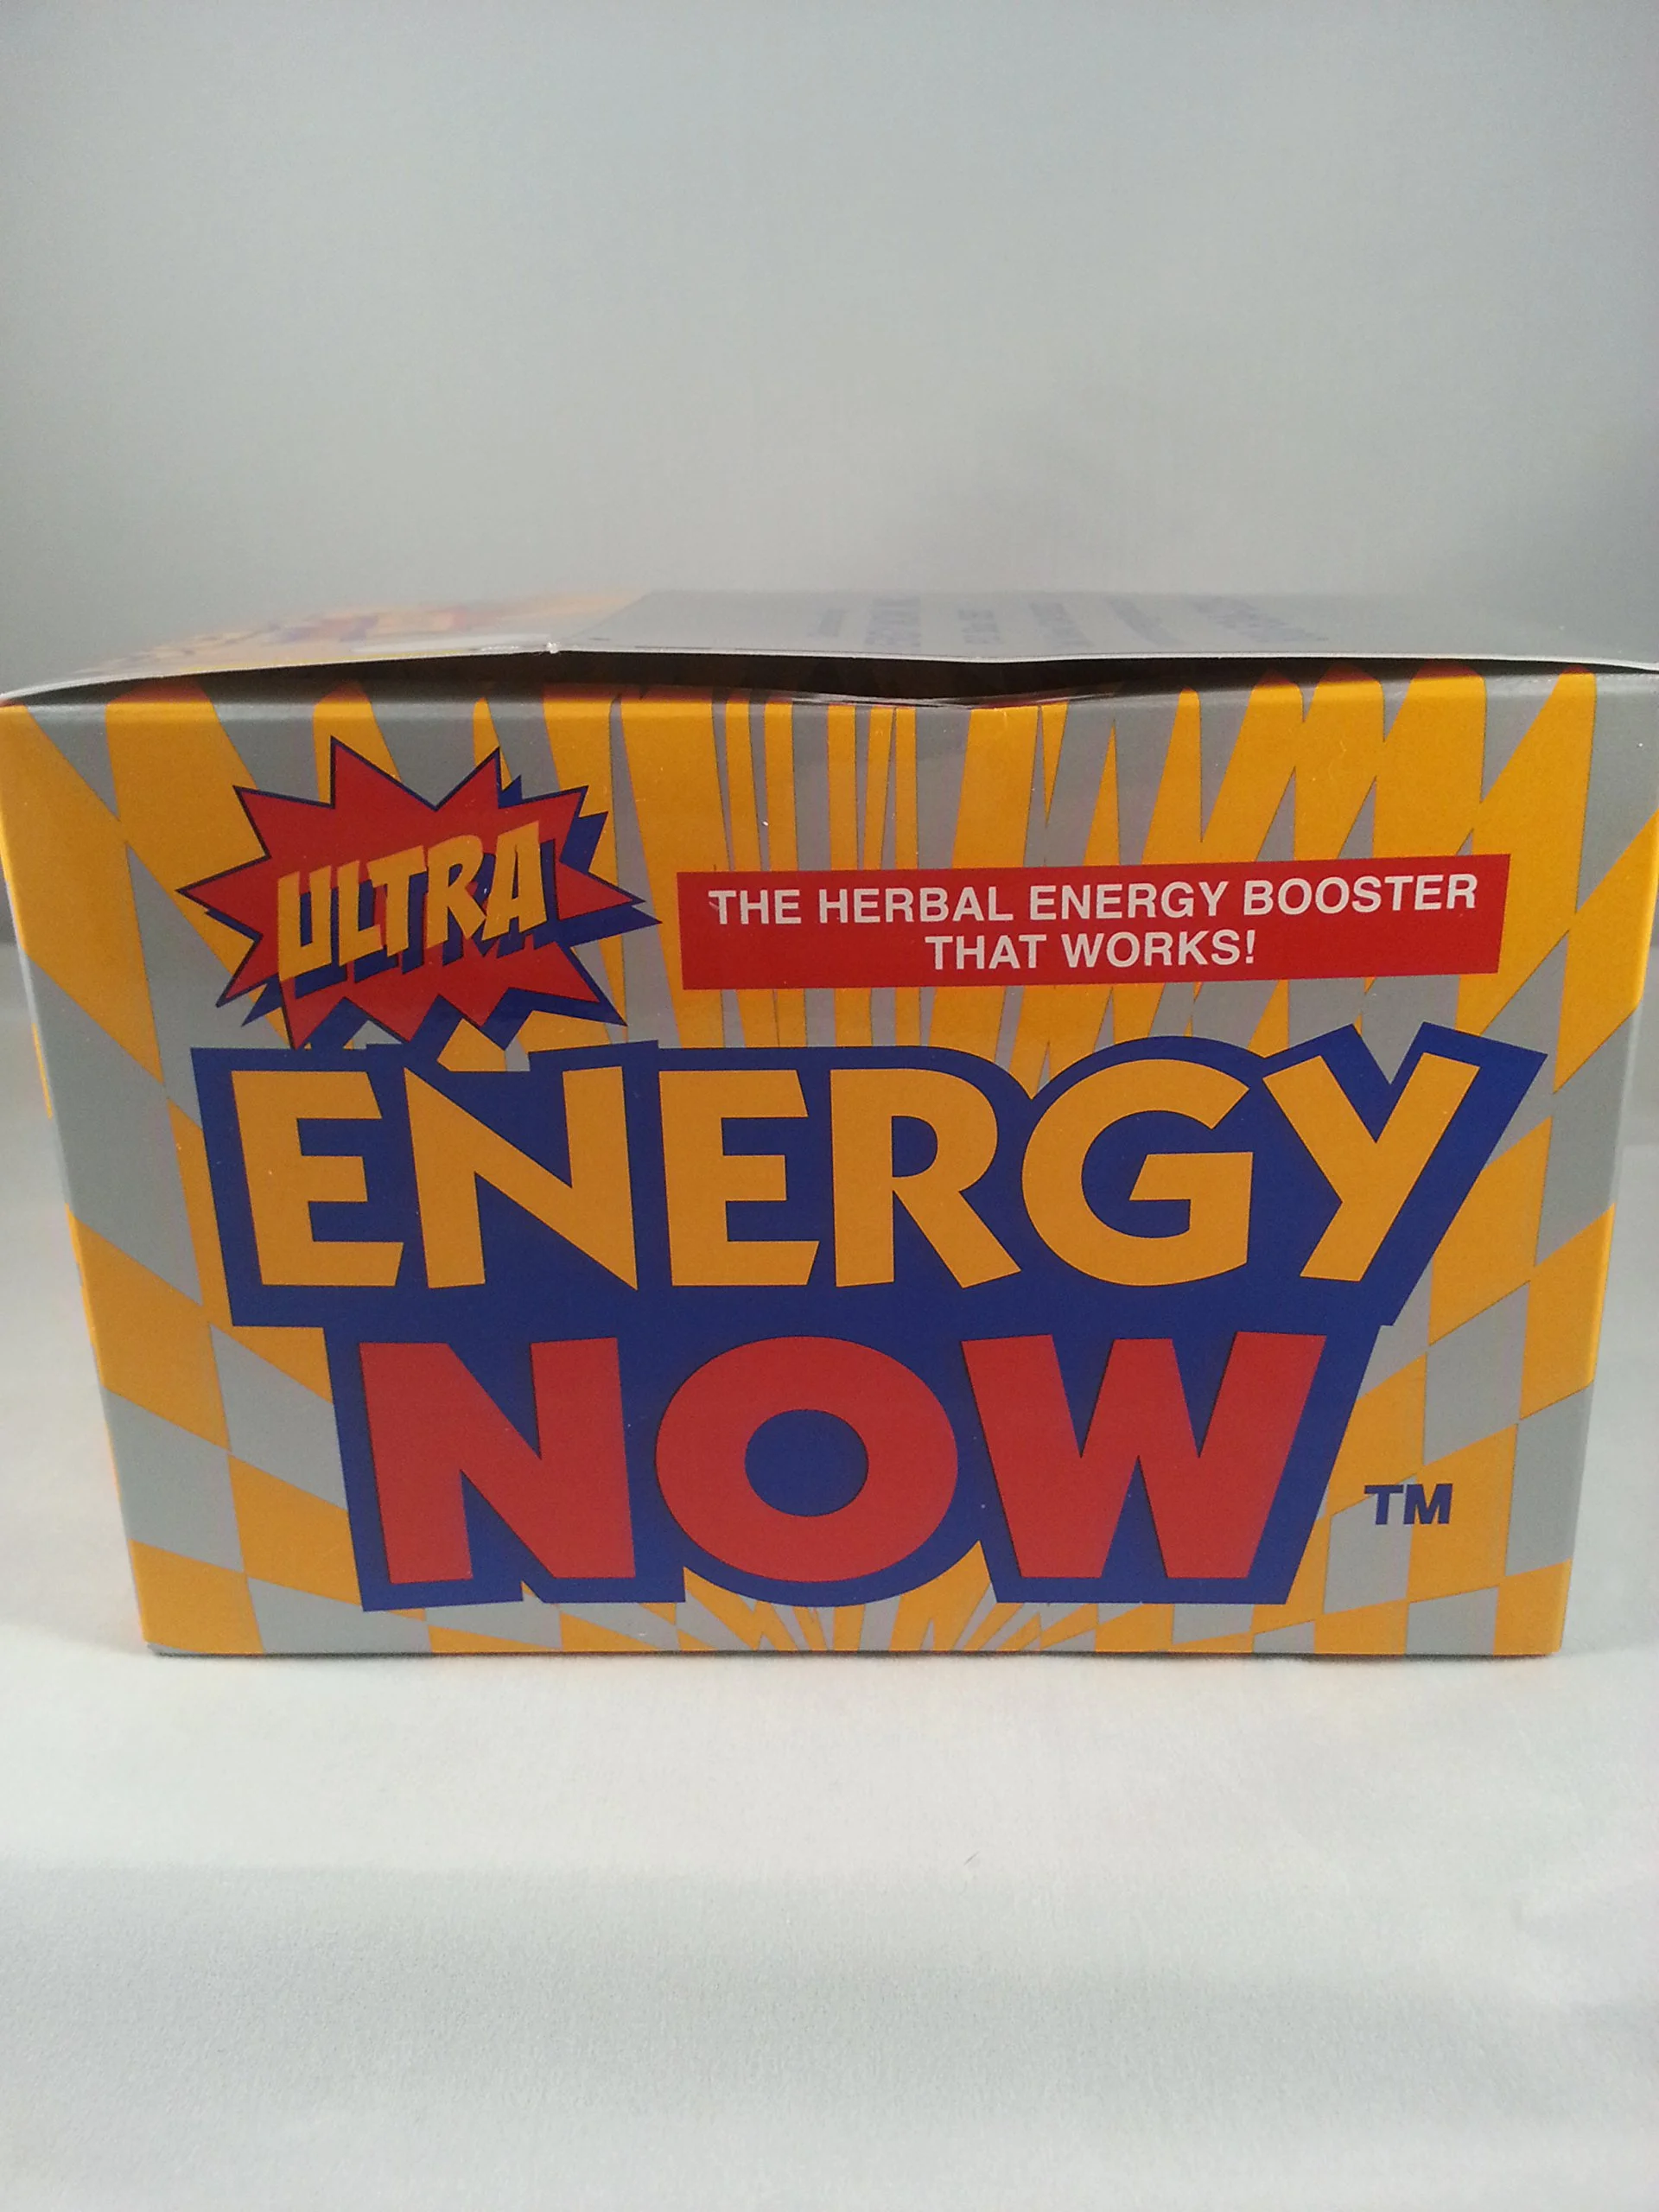 ULTRA
THE HERBAL ENERGY BOOSTER
THAT WORKS!
ENERGY
NOW TM